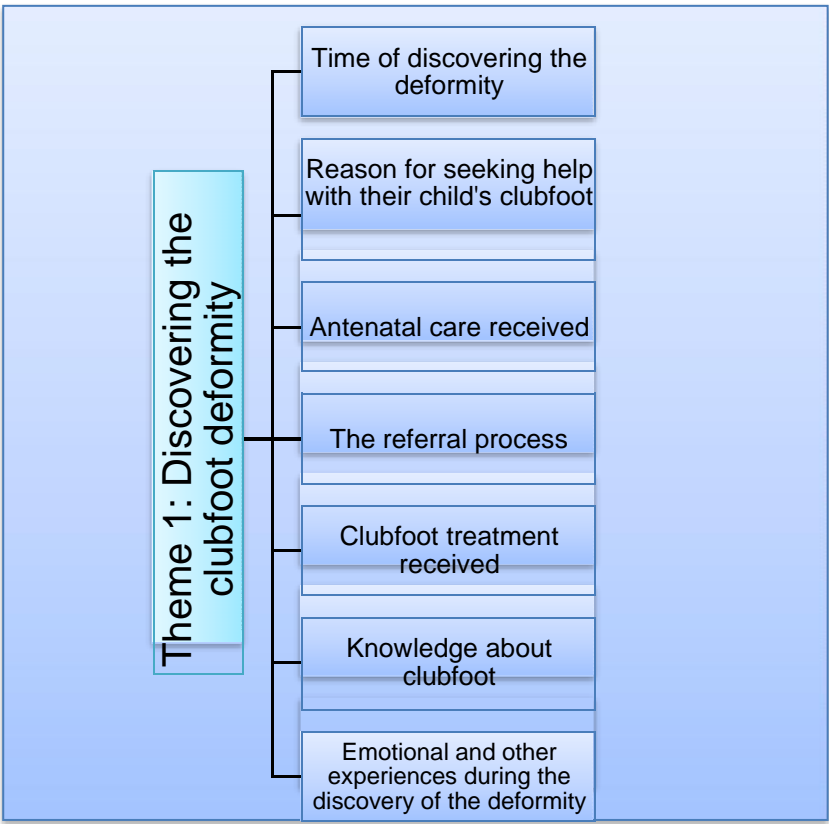 Theme 1: Discovering the
clubfoot deformity
Time of discovering the
deformity
Reason for seeking help
with their child's clubfoot
Antenatal care received
The referral process
Clubfoot treatment
received
Knowledge about
clubfoot
Emotional and other
experiences during the
discovery of the deformity